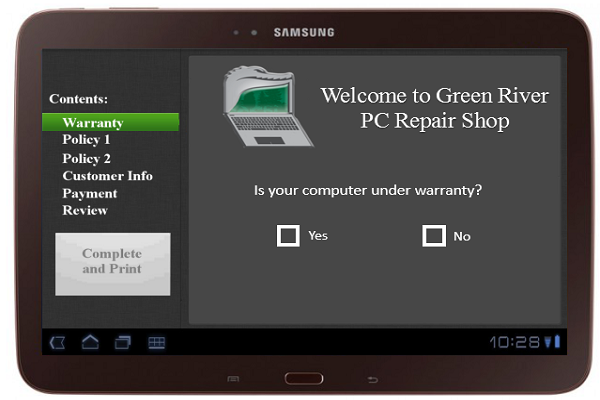 SAMSUNG
Contents:
Warranty
Policy 1
Policy 2
Customer Info
Payment
Review
Complete
and Print
Welcome to Green River
PC Repair Shop
Is your computer under warranty?
Yes
No
10:28